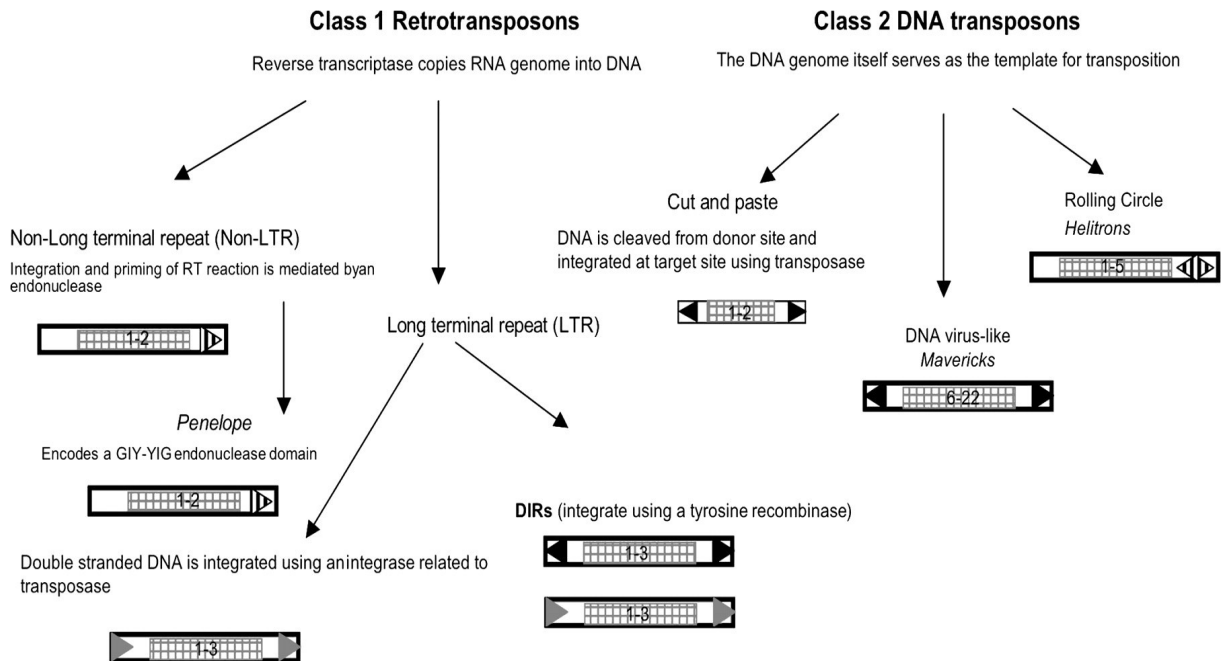 Class 1 Retrotransposons
Reverse transcriptase copies RNA genome into DNA
Non-Long terminal repeat (Non-LTR)
Integration and priming of RT reaction is mediated byan
endonuclease
1-2
Penelope
Encodes a GIY-YIG endonuclease domain
1-2
Long terminal repeat (LTR)
Double stranded DNA is integrated using anintegrase related to
transposase
1-3
DIRs (integrate using a tyrosine recombinase)
1-3
1-3
Class 2 DNA transposons
The DNA genome itself serves as the template for transposition
Cut and paste
DNA is cleaved from donor site and
integrated at target site using transposase
1-2
DNA virus-like
Mavericks
6-22
Rolling Circle
Helitrons
1-5